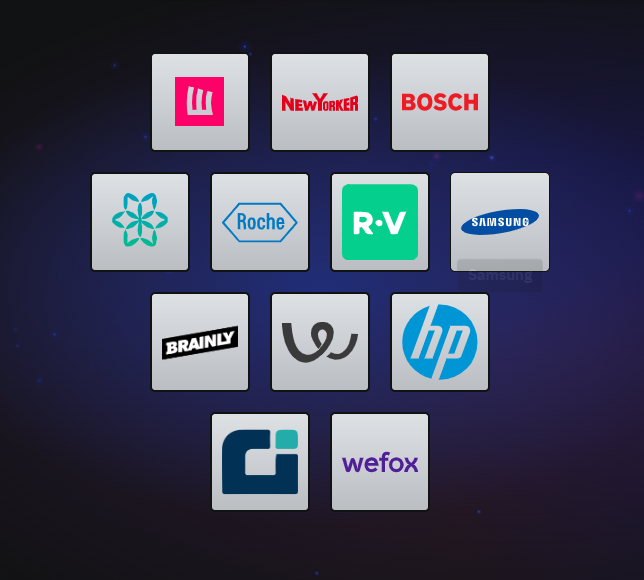 NEWYORKER
BOSCH
Roche
R·V
SAMSUNG
Samsung
BRAINLY
hp
wefox